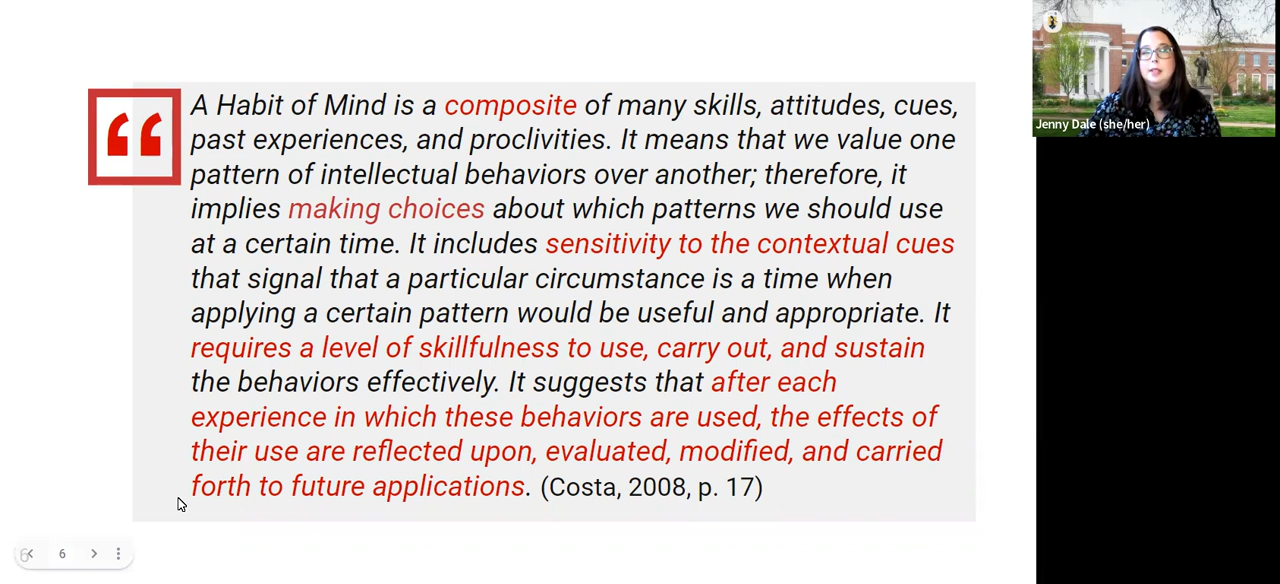 A Habit of Mind is a composite of many skills, attitudes, cues,
past experiences, and proclivities. It means that we value one
pattern of intellectual behaviors over another; therefore, it
implies making choices about which patterns we should use
at a certain time. It includes sensitivity to the contextual cues
that signal that a particular circumstance is a time when
applying a certain pattern would be useful and appropriate. It
requires a level of skillfulness to use, carry out, and sustain
the behaviors effectively. It suggests that after each
experience in which these behaviors are used, the effects of
their use are reflected upon, evaluated, modified, and carried
forth to future applications. (Costa, 2008, p. 17)
Jenny Dale (she/her)
6
6